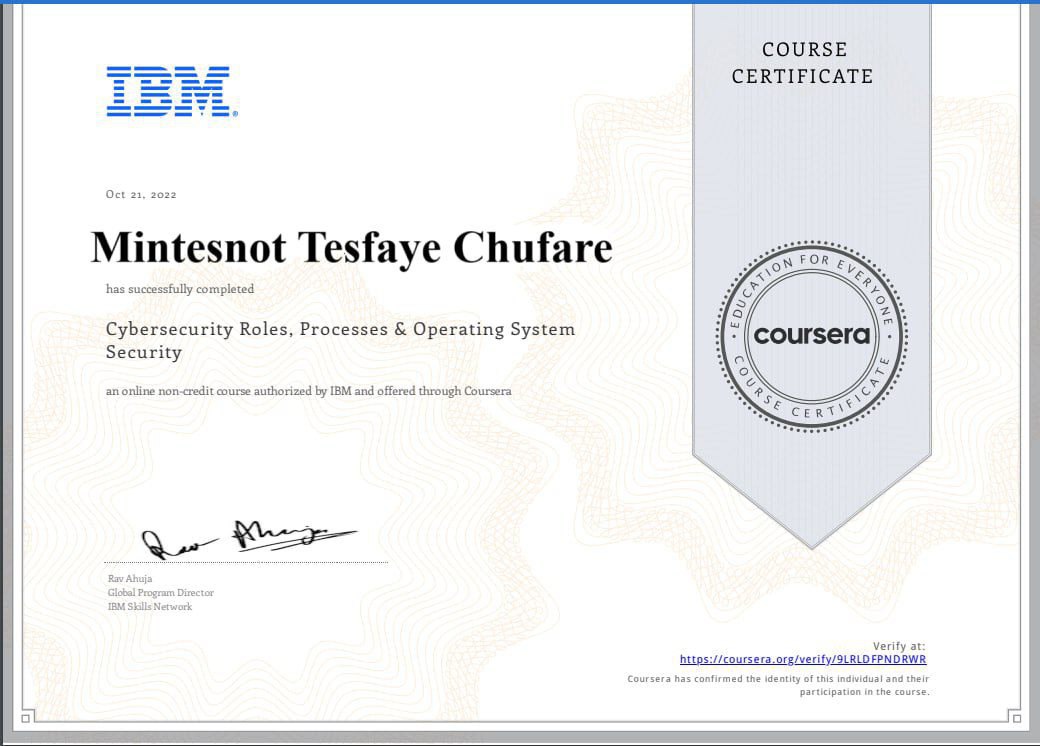 IBM®
COURSE
CERTIFICATE
Oct 21, 2022
Mintesnot Tesfaye Chufare
has successfully completed
Cybersecurity Roles, Processes & Operating System
Security
an online non-credit course authorized by IBM and offered through Coursera
EDUCATION FOR EVERYONE
coursera
COURSE CERTIFICATE
Rav Ahuja
Rav Ahuja
Global Program Director
IBM Skills Network
Verify at:
https://coursera.org/verify/9LRLDFPNDRWR
Coursera has confirmed the identity of this individual and their
participation in the course.